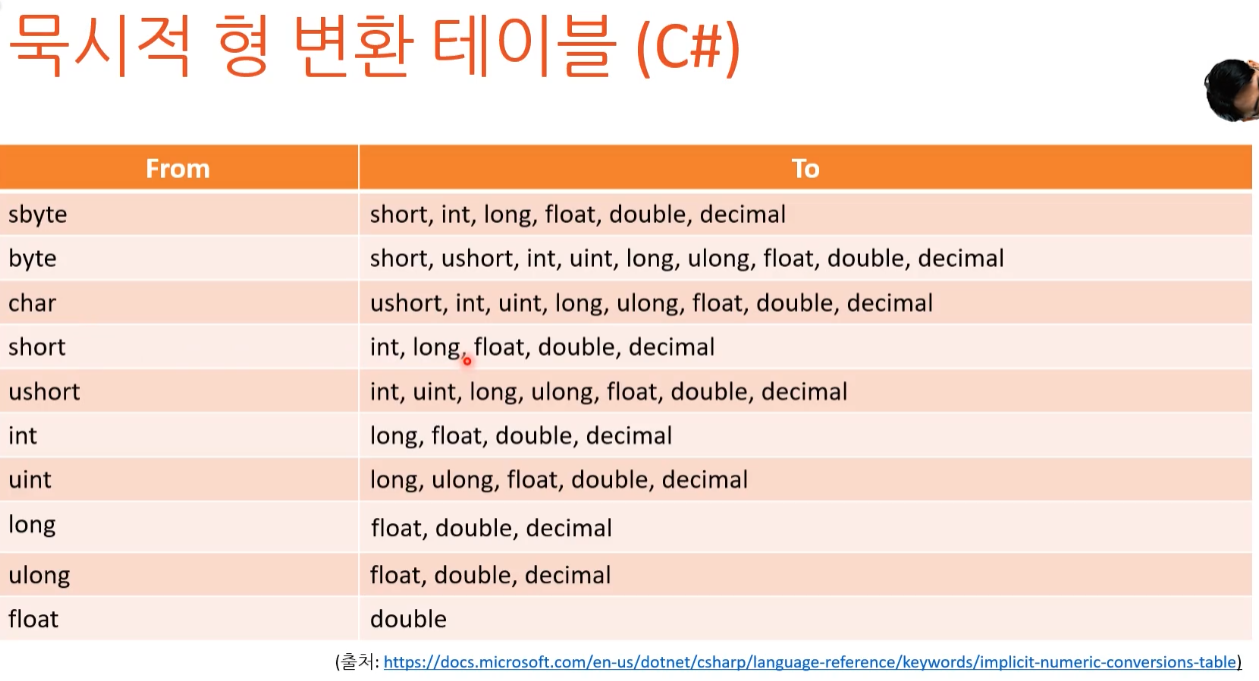 묵시적 형 변환 테이블 (C#)
From To
sbyte short, int, long, float, double, decimal
byte short, ushort, int, uint, long, ulong, float, double, decimal
char ushort, int, uint, long, ulong, float, double, decimal
short int, long, float, double, decimal
ushort int, uint, long, ulong, float, double, decimal
int long, float, double, decimal
uint long, ulong, float, double, decimal
long float, double, decimal
ulong float, double, decimal
float double
(출처: https://docs.microsoft.com/en-us/dotnet/csharp/language-reference/keywords/implicit-numeric-conversions-table)